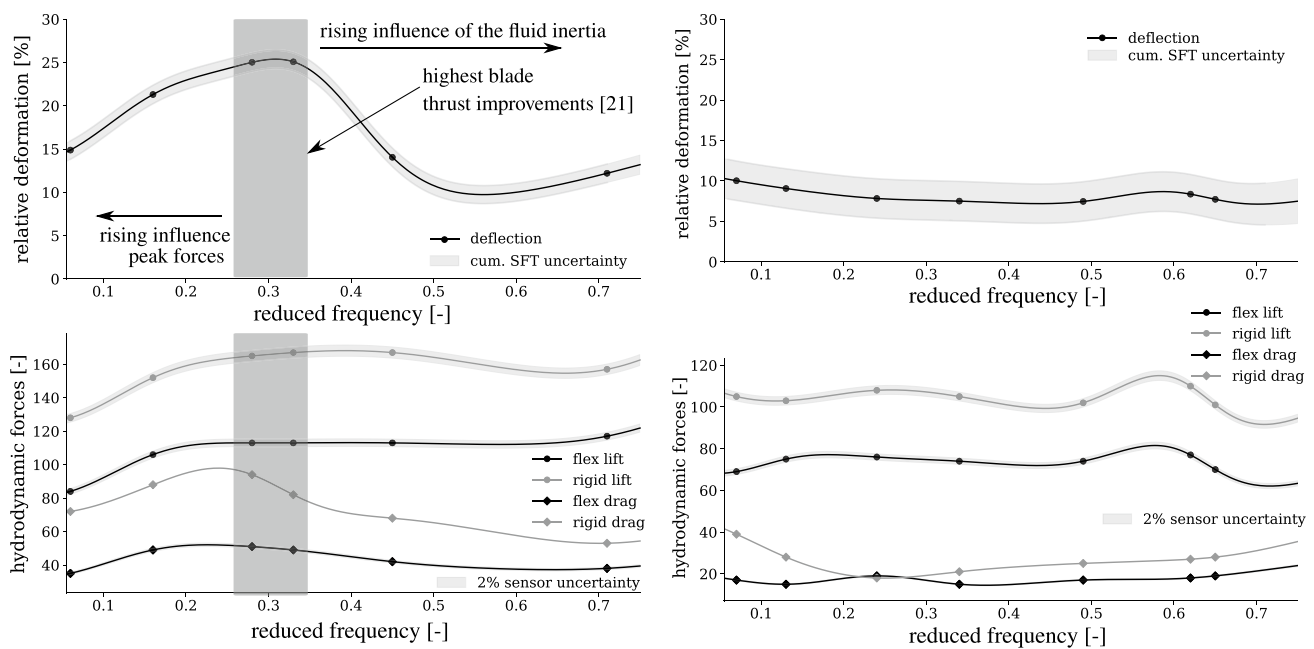 relative deformation [%]
30
25
20
15
10
5
0
rising influence of the fluid inertia
highest blade
thrust improvements [21]
rising influence
peak forces
deflection
cum. SFT uncertainty
0.1 0.2 0.3 0.4 0.5 0.6 0.7
reduced frequency [-]
relative deformation [%]
30
25
20
15
10
5
0
deflection
cum. SFT uncertainty
0.1 0.2 0.3 0.4 0.5 0.6 0.7
reduced frequency [-]
hydrodynamic forces [-]
160
140
120
100
80
60
40
flex lift
rigid lift
flex drag
rigid drag
2% sensor uncertainty
0.1 0.2 0.3 0.4 0.5 0.6 0.7
reduced frequency [-]
flex lift
rigid lift
flex drag
rigid drag
hydrodynamic forces [-]
120
100
80
60
40
20
2% sensor uncertainty
0.1 0.2 0.3 0.4 0.5 0.6 0.7
reduced frequency [-]